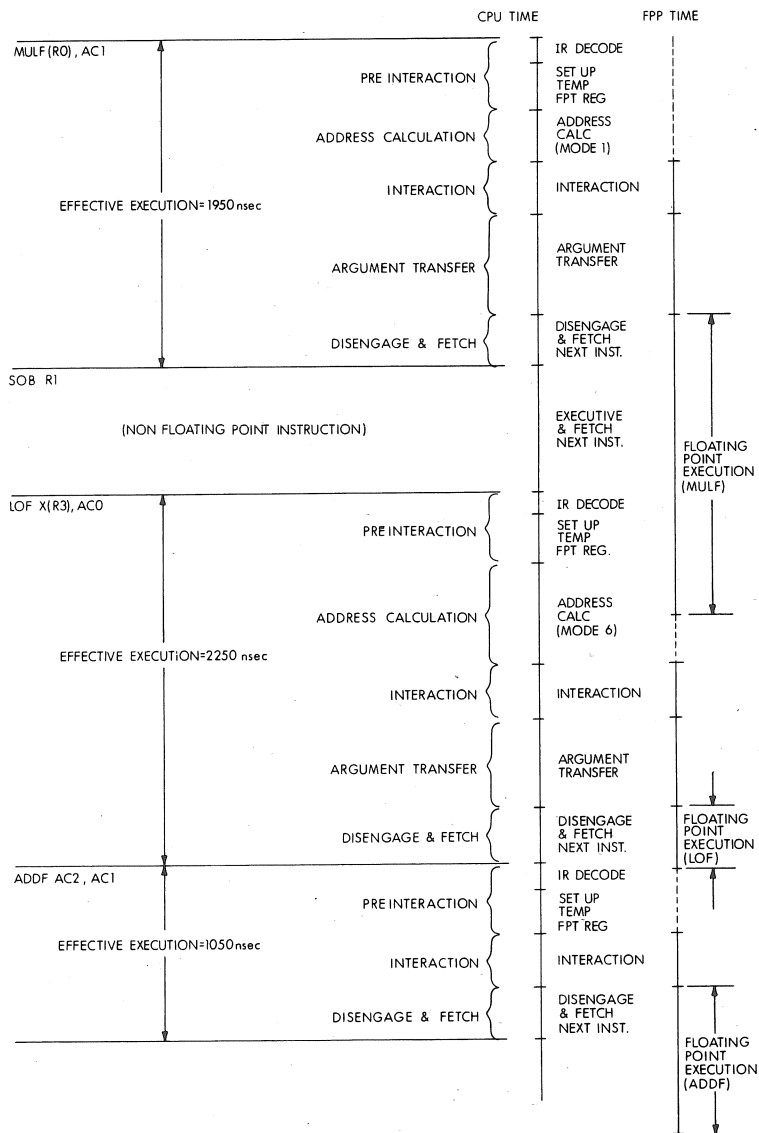 CPU TIME
FPP TIME
MULF (R0), AC1
IR DECODE
PRE INTERACTION
SET UP
TEMP
FPT REG
ADDRESS CALCULATION
ADDRESS
CALC
(MODE 1)
INTERACTION
INTERACTION
EFFECTIVE EXECUTION=1950 nsec
ARGUMENT TRANSFER
ARGUMENT
TRANSFER
DISENGAGE & FETCH
DISENGAGE
& FETCH
NEXT INST.
SOB R1
(NON FLOATING POINT INSTRUCTION)
EXECUTIVE
& FETCH
NEXT INST.
FLOATING
POINT
EXECUTION
(MULF)
LOF X(R3), AC0
IR DECODE
PRE INTERACTION
SET UP
TEMP
FPT REG.
ADDRESS CALCULATION
ADDRESS
CALC
(MODE 6)
EFFECTIVE EXECUTION=2250 nsec
INTERACTION
INTERACTION
ARGUMENT TRANSFER
ARGUMENT
TRANSFER
DISENGAGE & FETCH
DISENGAGE
& FETCH
NEXT INST.
FLOATING
POINT
EXECUTION
(LOF)
ADDF AC2, AC1
IR DECODE
PRE INTERACTION
SET UP
TEMP
FPT REG
EFFECTIVE EXECUTION=1050 nsec
INTERACTION
INTERACTION
DISENGAGE & FETCH
DISENGAGE
& FETCH
NEXT INST.
FLOATING
POINT
EXECUTION
(ADDF)